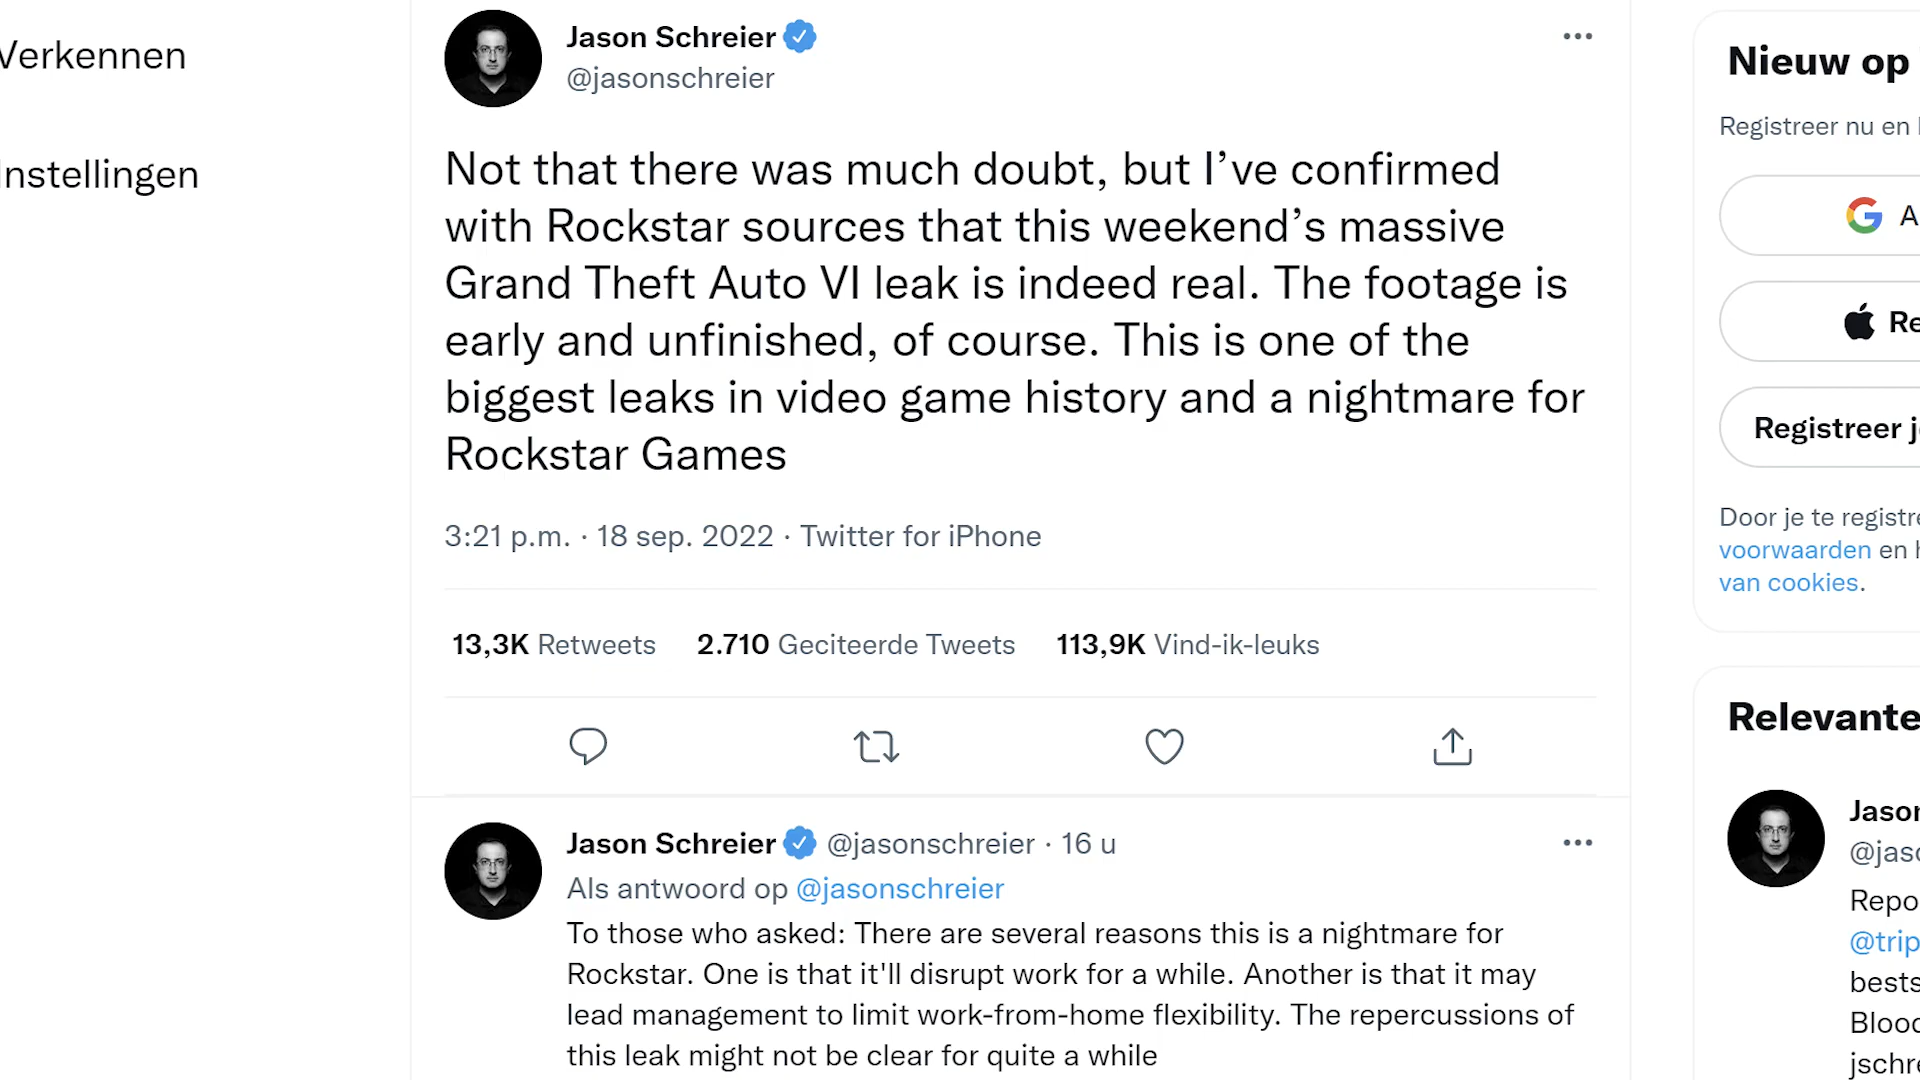 Verkennen
Instellingen
Jason Schreier
@jasonschreier
Not that there was much doubt, but I’ve confirmed
with Rockstar sources that this weekend’s massive
Grand Theft Auto VI leak is indeed real. The footage is
early and unfinished, of course. This is one of the
biggest leaks in video game history and a nightmare for
Rockstar Games
3:21 p.m. · 18 sep. 2022 · Twitter for iPhone
13,3K Retweets 2.710 Geciteerde Tweets 113,9K Vind-ik-leuks
Jason Schreier @jasonschreier · 16 u
Als antwoord op @jasonschreier
To those who asked: There are several reasons this is a nightmare for
Rockstar. One is that it'll disrupt work for a while. Another is that it may
lead management to limit work-from-home flexibility. The repercussions of
this leak might not be clear for quite a while
Nieuw op
Registreer nu en
A
Re
Registreer j
Door je te registre
voorwaarden en
van cookies.
Relevante
Jason
@jaso
Repo
@trip
bests
Blood
jschre